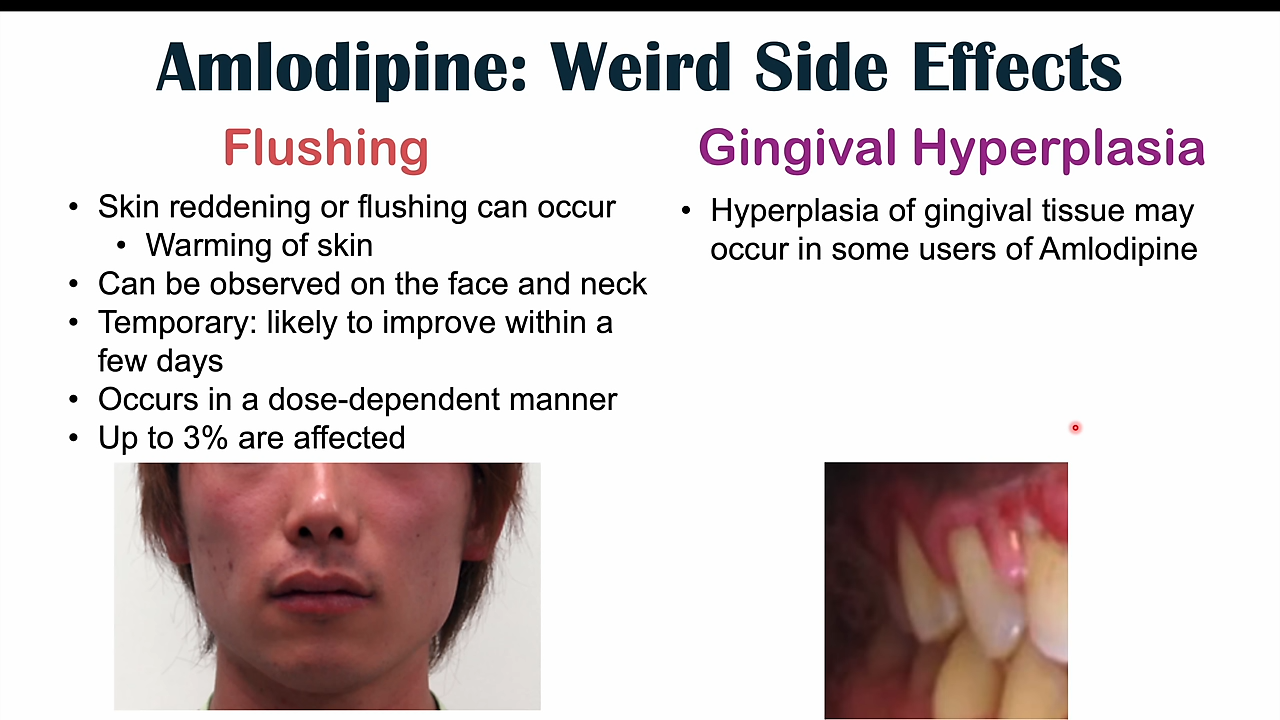 Amlodipine: Weird Side Effects
Flushing
• Skin reddening or flushing can occur
• Warming of skin
• Can be observed on the face and neck
• Temporary: likely to improve within a
few days
• Occurs in a dose-dependent manner
• Up to 3% are affected
Gingival Hyperplasia
• Hyperplasia of gingival tissue may
occur in some users of Amlodipine